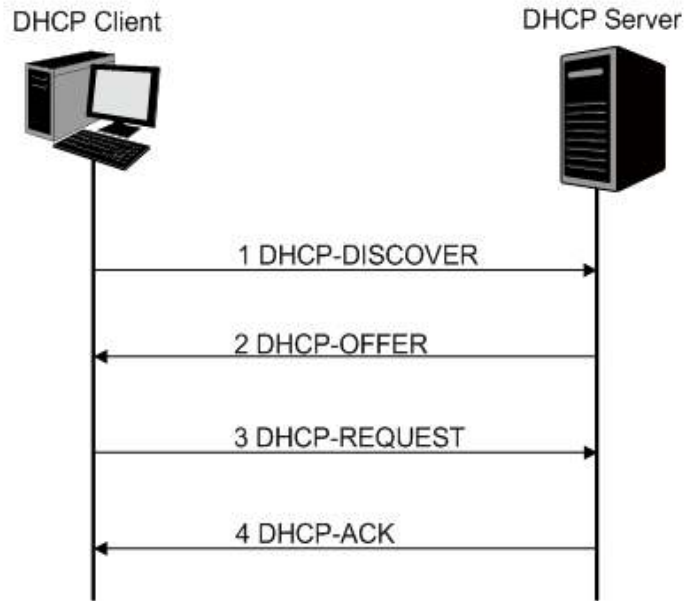 DHCP Client
DHCP Server
1 DHCP-DISCOVER
2 DHCP-OFFER
3 DHCP-REQUEST
4 DHCP-ACK